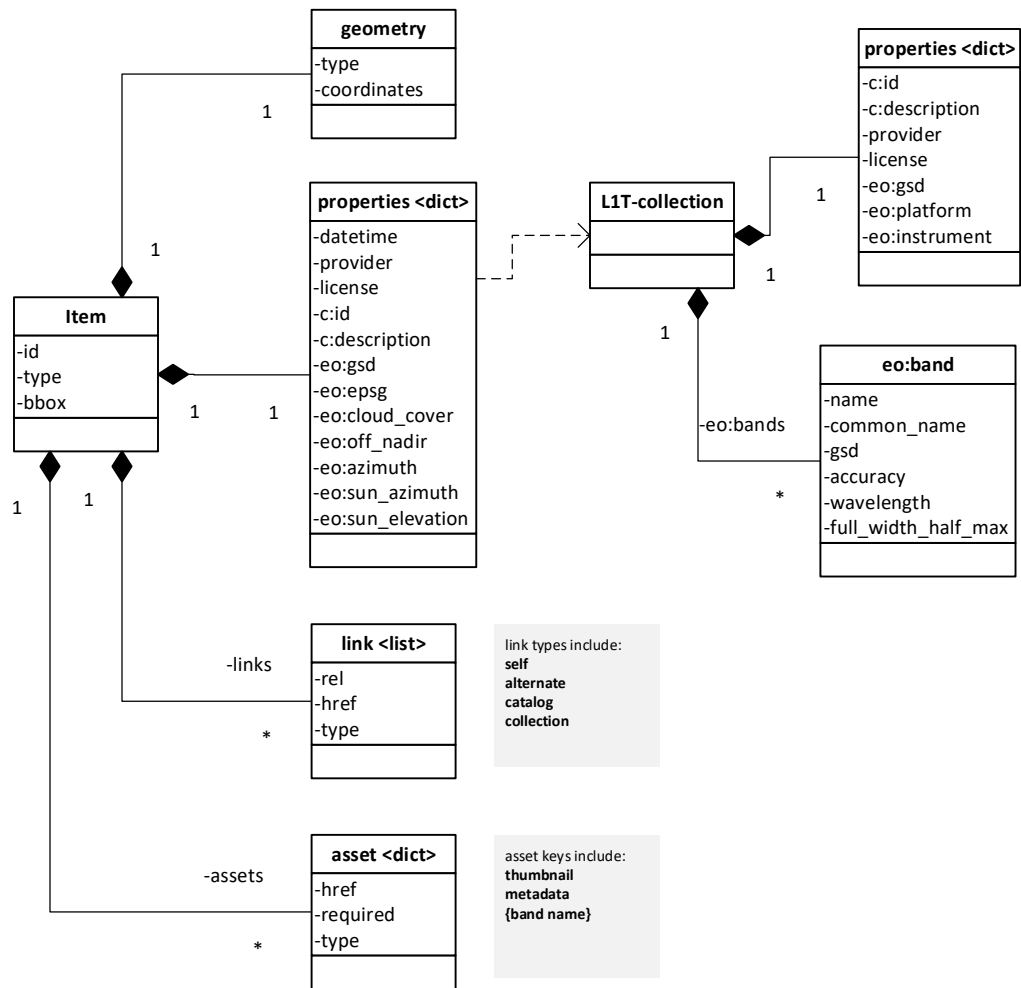 geometry
-type
-coordinates
1
1
properties <dict>
-c:id
-c:description
-provider
-license
-eo:gsd
-eo:platform
-eo:instrument
1
1
properties <dict>
-datetime
-provider
-license
-c:id
-c:description
-eo:gsd
-eo:epsg
-eo:cloud_cover
-eo:off_nadir
-eo:azimuth
-eo:sun_azimuth
-eo:sun_elevation
L1T-collection
Item
-id
-type
-bbox
1
1
1
1
1
eo:band
-name
-common_name
-gsd
-accuracy
-wavelength
-full_width_half_max
-eo:bands
*
link <list>
-rel
-href
-type
-links
*
link types include:
self
alternate
catalog
collection
asset <dict>
-href
-required
-type
-assets
*
asset keys include:
thumbnail
metadata
{band name}